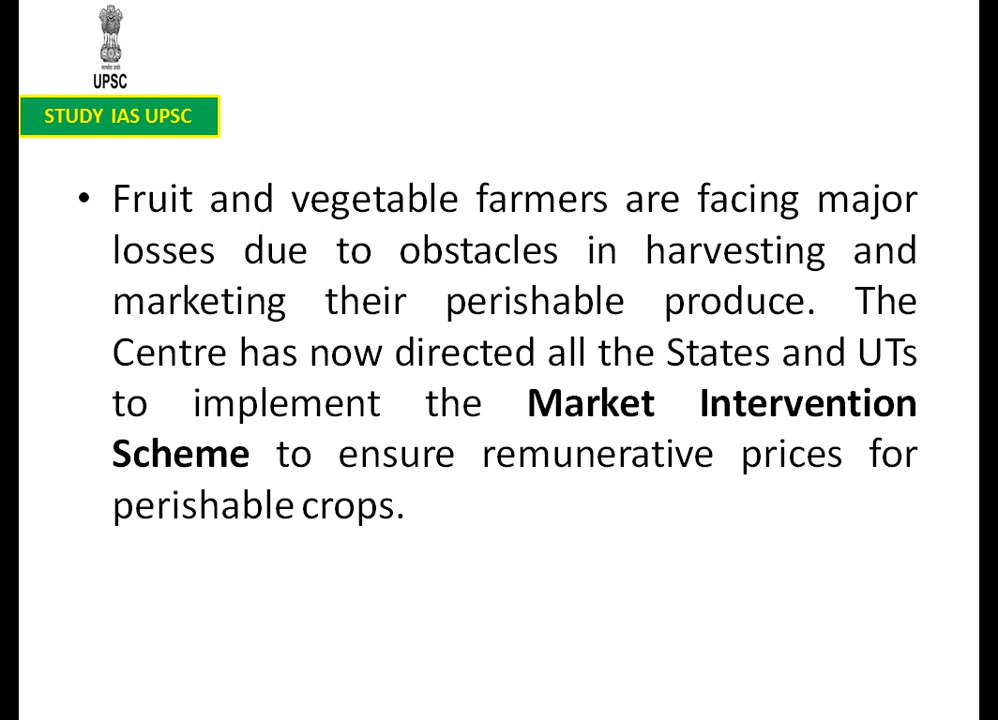 UPSC
STUDY IAS UPSC
• Fruit and vegetable farmers are facing major
losses due to obstacles in harvesting and
marketing their perishable produce. The
Centre has now directed all the States and UTs
to implement the Market Intervention
Scheme to ensure remunerative prices for
perishable crops.